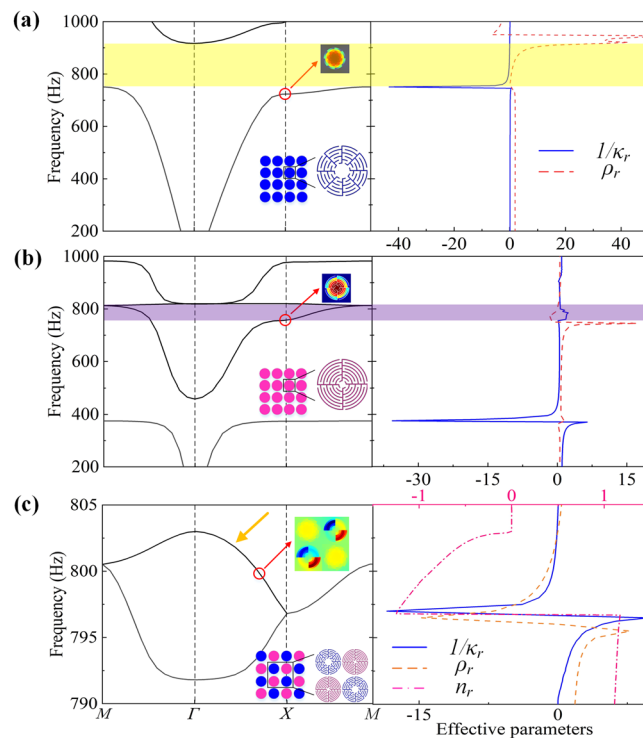 (a)
Frequency (Hz)
1000
800
600
400
200
1/κr
ρr
-40 -20 0 20 40
(b)
Frequency (Hz)
1000
800
600
400
200
-30 -15 0 15
(c)
-1 0 1
Frequency (Hz)
805
800
795
790
1/κr
ρr
nr
M Γ X M
-15 0
Effective parameters